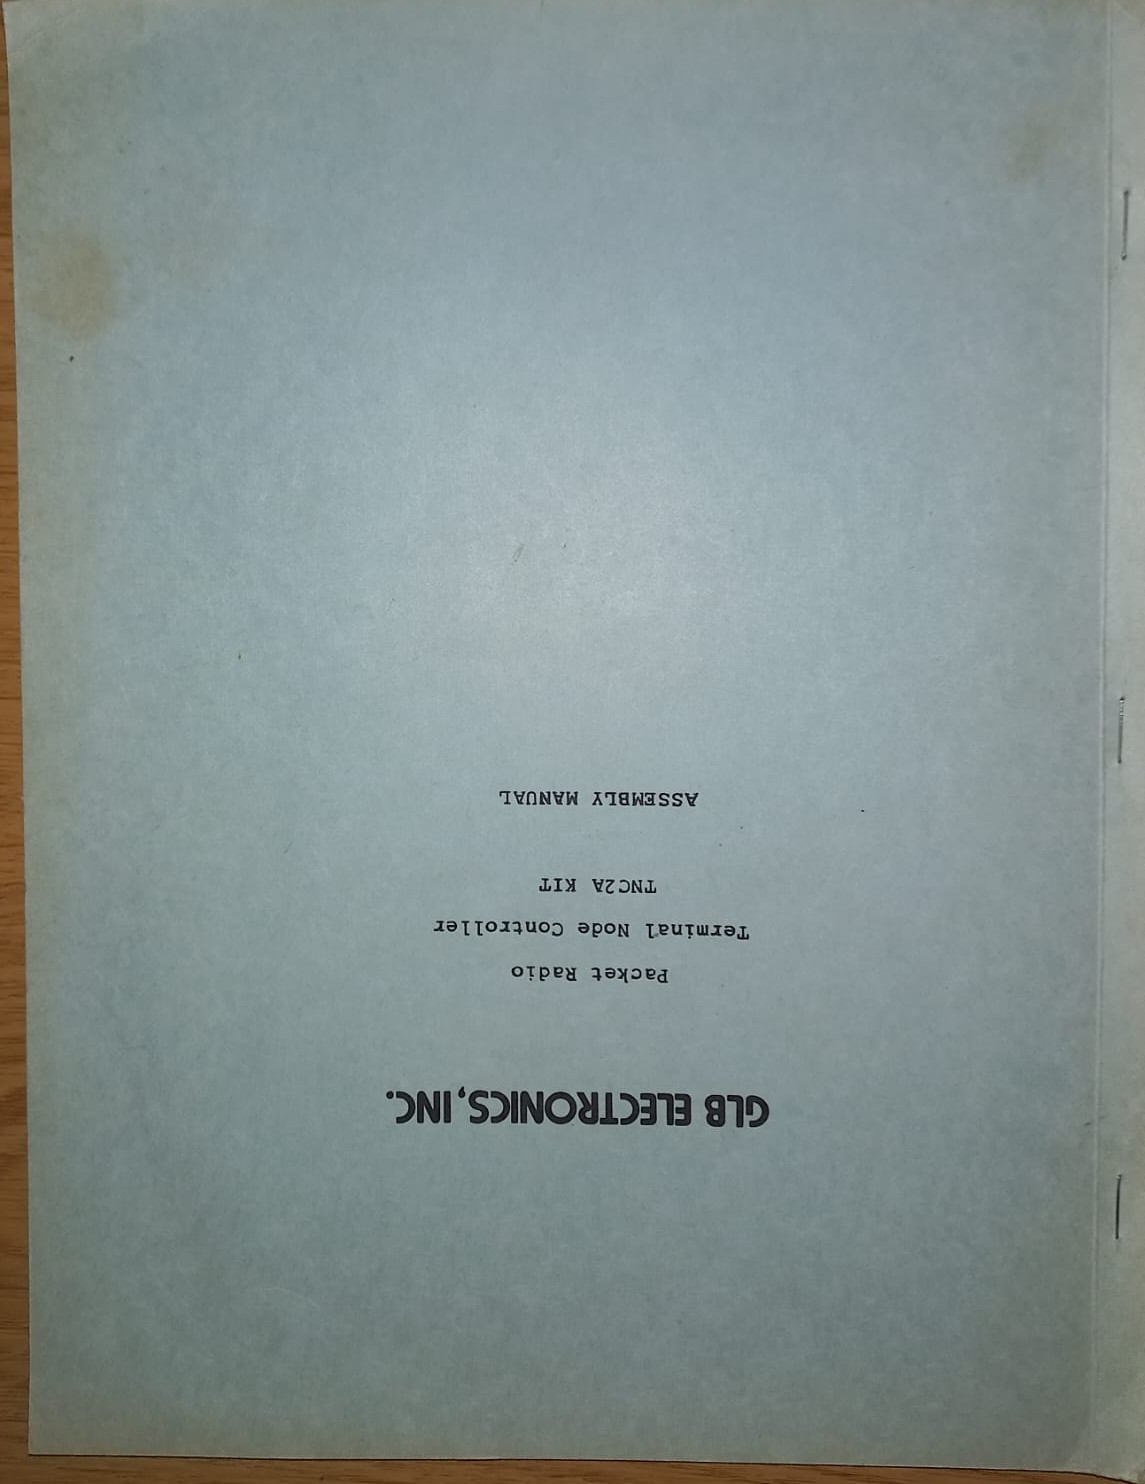 GLB ELECTRONICS, INC.
Packet Radio
Terminal Node Controller
TNC2A KIT
ASSEMBLY MANUAL